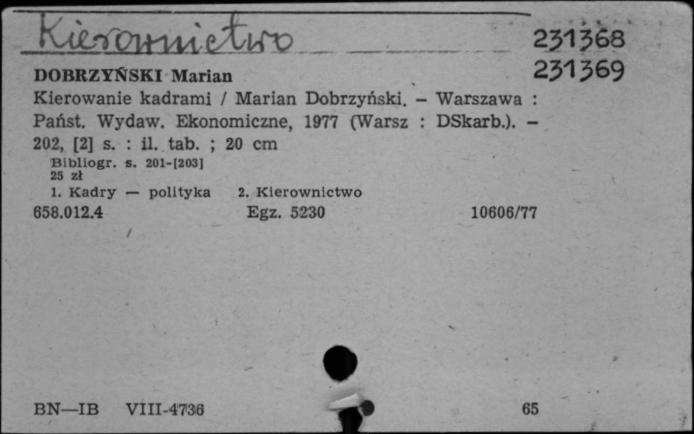 Kierownictwo 231368
DOBRZYŃSKI Marian 231369
Kierowanie kadrami / Marian Dobrzyński. – Warszawa :
Państ. Wydaw. Ekonomiczne, 1977 (Warsz : DSkarb.). –
202, [2] s. : il. tab. ; 20 cm
Bibliogr. s. 201-[203]
25 zł
1. Kadry — polityka 2. Kierownictwo
658.012.4 Egz. 5230 10606/77
BN—IB VIII-4736 65